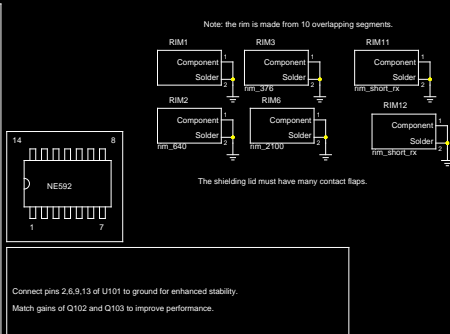 Note: the rim is made from 10 overlapping segments.
RIM1
RIM3
RIM11
Component 1
Solder 2
Component 1
Solder 2
rim_376
Component 1
Solder 2
rim_short_rx
RIM2
RIM6
RIM12
Component 1
Solder 2
rim_640
Component 1
Solder 2
rim_2100
Component 1
Solder 2
rim_short_rx
14 8
NE592
1 7
The shielding lid must have many contact flaps.
Connect pins 2,6,9,13 of U101 to ground for enhanced stability.
Match gains of Q102 and Q103 to improve performance.